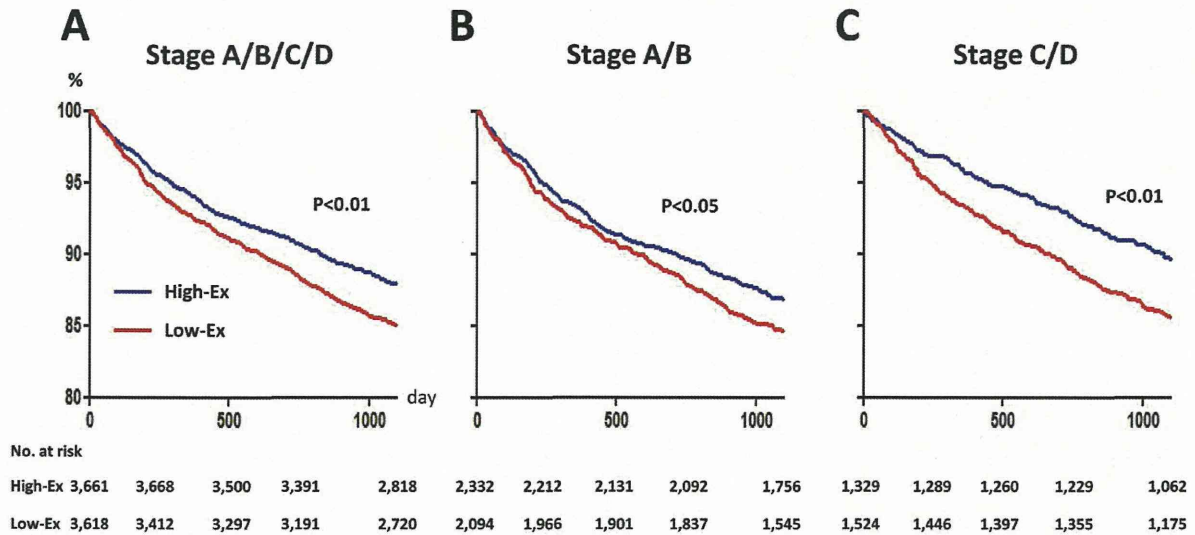 A
B
C
Stage A/B/C/D
Stage A/B
Stage C/D
%
100
95
90
85
80
P<0.01
P<0.05
P<0.01
High-Ex
Low-Ex
0 500 1000 day
0 500 1000
0 500 1000
No. at risk
High-Ex 3,661 3,668 3,500 3,391 2,818 2,332 2,212 2,131 2,092 1,756 1,329 1,289 1,260 1,229 1,062
Low-Ex 3,618 3,412 3,297 3,191 2,720 2,094 1,966 1,901 1,837 1,545 1,524 1,446 1,397 1,355 1,175